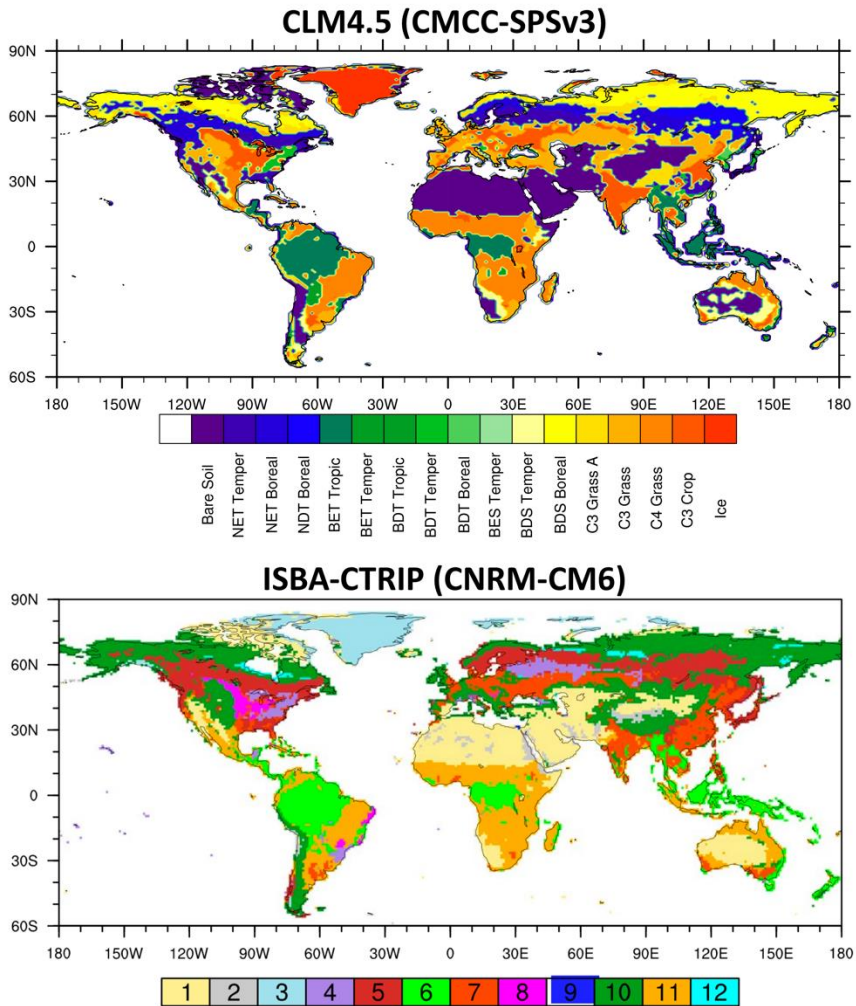 CLM4.5 (CMCC-SPSv3)
90N
60N
30N
0
30S
60S
180 150W 120W 90W 60W 30W 0 30E 60E 90E 120E 150E 180
Bare Soil
NET Temper
NET Boreal
NDT Boreal
BET Tropic
BET Temper
BDT Tropic
BDT Temper
BDT Boreal
BES Temper
BDS Temper
BDS Boreal
C3 Grass A
C3 Grass
C4 Grass
C3 Crop
Ice
ISBA-CTRIP (CNRM-CM6)
90N
60N
30N
0
30S
60S
180 150W 120W 90W 60W 30W 0 30E 60E 90E 120E 150E 180
1 2 3 4 5 6 7 8 9 10 11 12